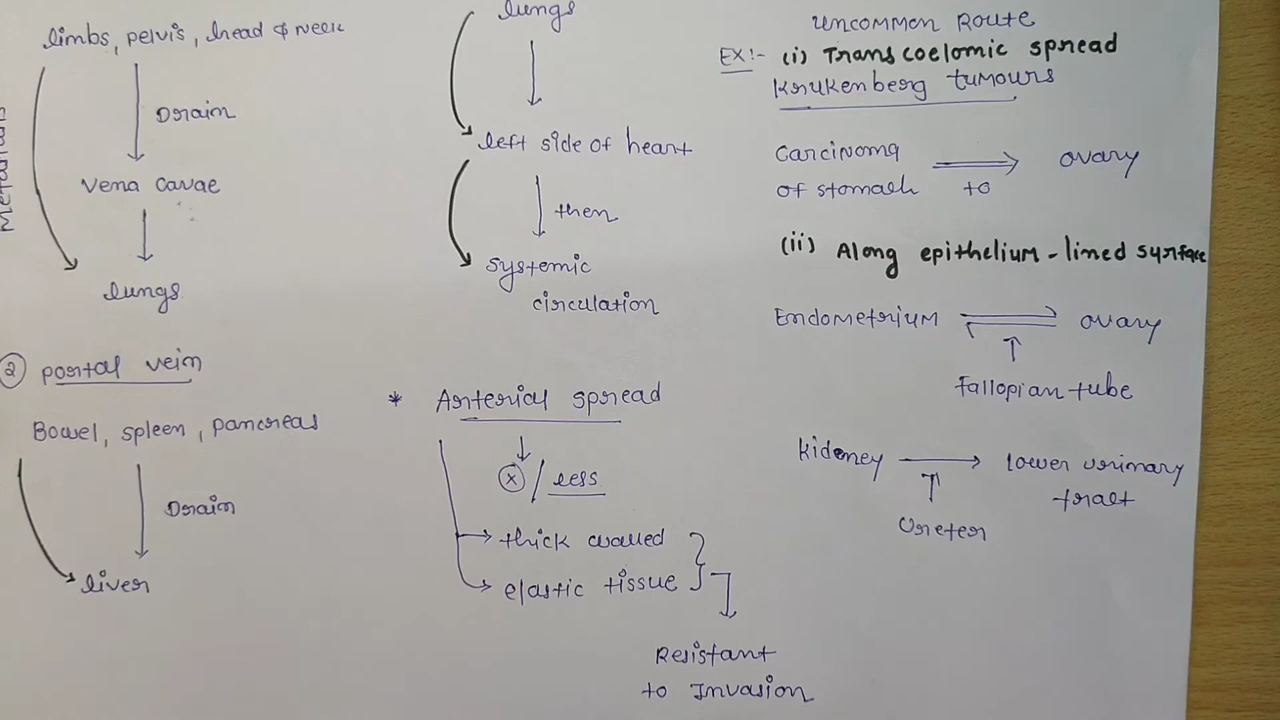 limbs, pelvis, head & neck
Drain
Vena cavae
lungs
② portal vein
Bowel, spleen, pancreas
Drain
liver
lungs
left side of heart
then
systemic
circulation
* Arterial spread
ⓧ / less
thick walled
elastic tissue
Resistant
to Invasion
uncommon Route
EX:- (i) Trans coelomic spread
Krukenberg tumours
Carcinoma
of stomach
to
ovary
(ii) Along epithelium-lined surface
Endometrium
ovary
Fallopian tube
Kideney
lower urinary
tract
Ureter